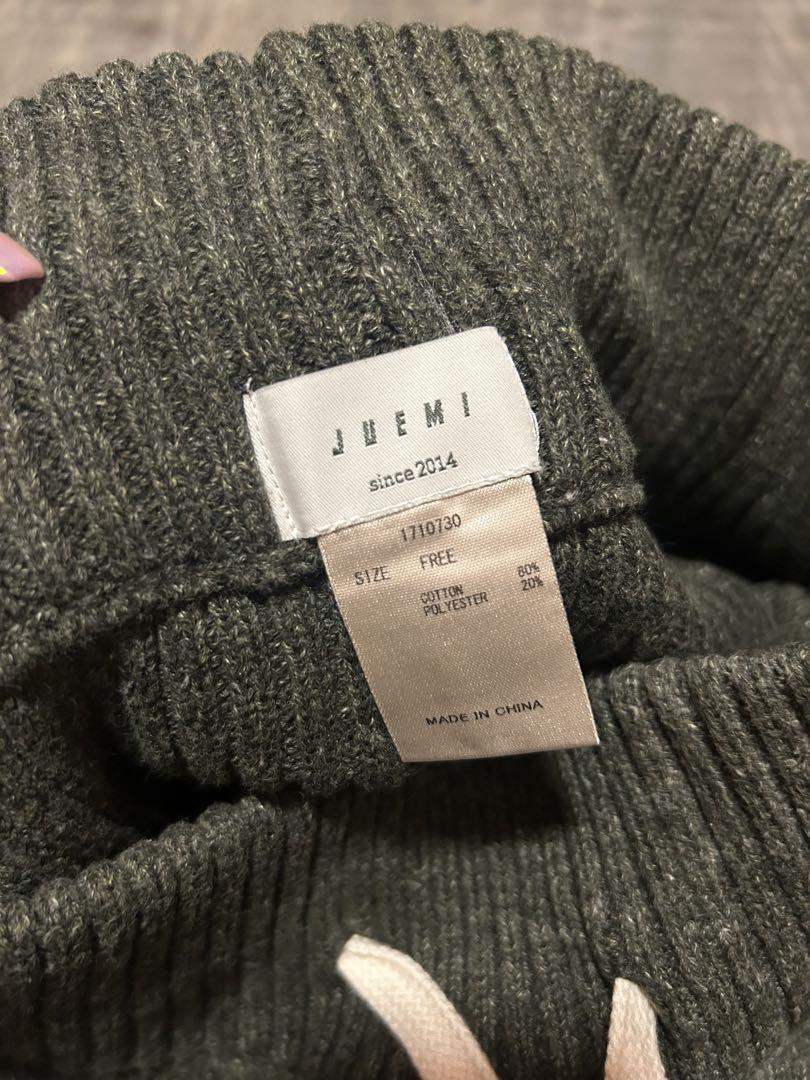 JUEMI
since 2014
1710730
SIZE FREE
COTTON 80%
POLYESTER 20%
MADE IN CHINA